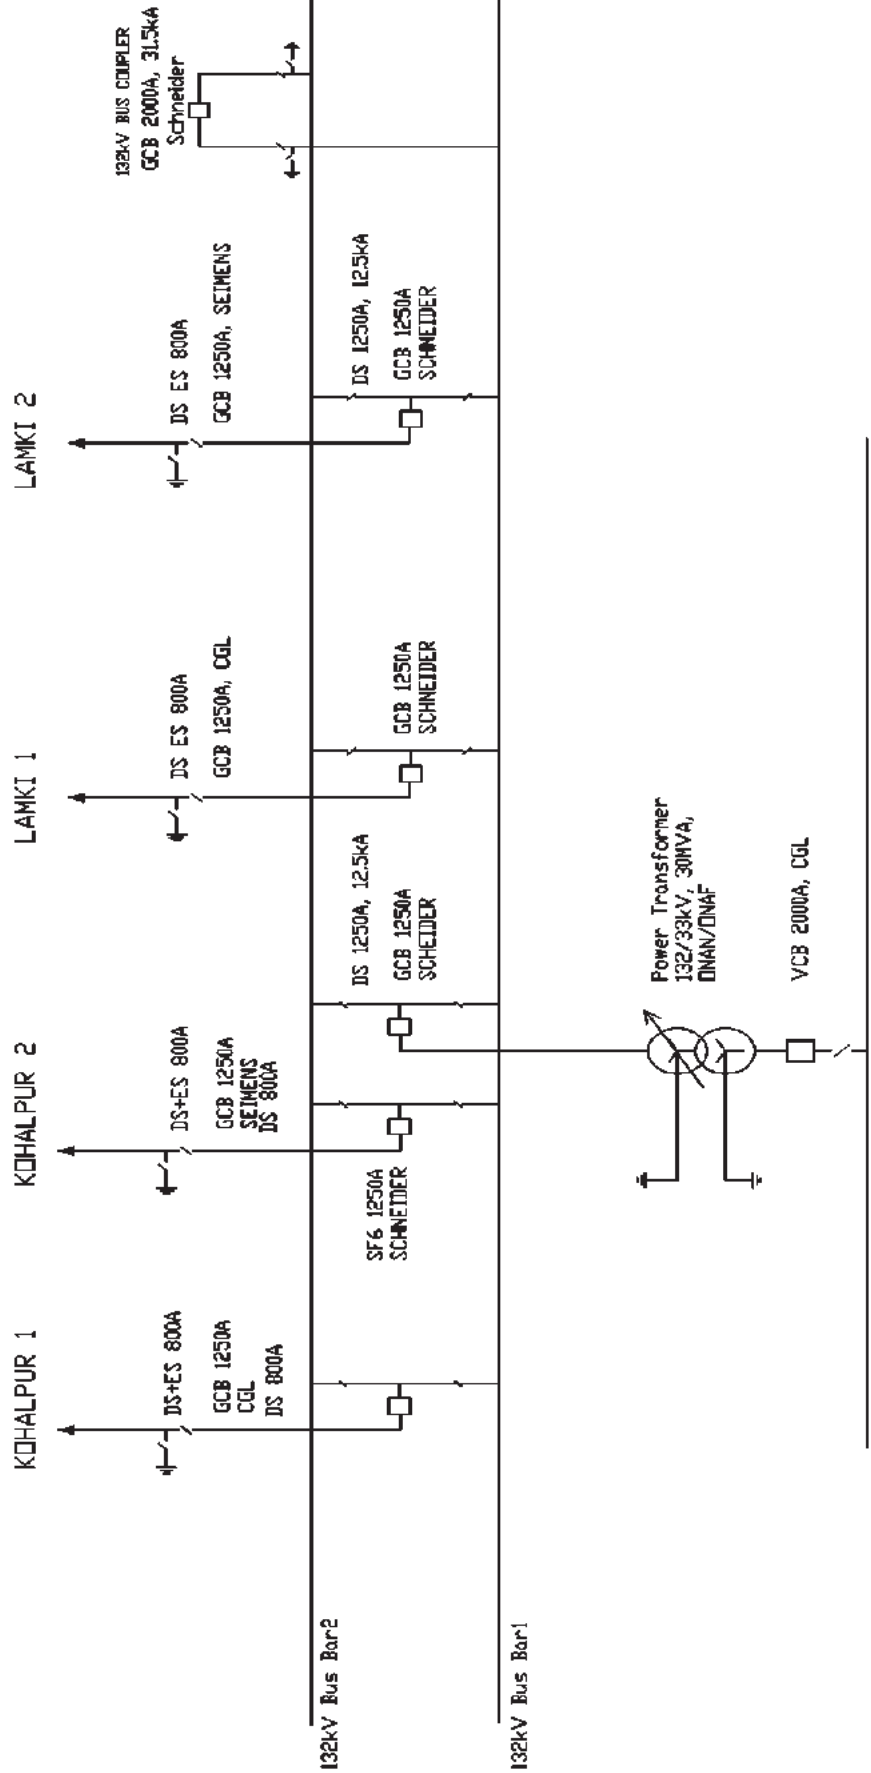 KOHALPUR 1
KOHALPUR 2
LAMKI 1
LAMKI 2
132kV BUS COUPLER
GCB 2000A, 31.5kA
Schneider
DS+ES 800A
GCB 1250A
CGL
DS 800A
DS+ES 800A
GCB 1250A
SEIMENS
DS 800A
DS ES 800A
GCB 1250A, CGL
DS ES 800A
GCB 1250A, SEIMENS
132kV Bus Bar2
SF6 1250A
SCHNEIDER
DS 1250A, 12.5kA
GCB 1250A
SCHEIDER
GCB 1250A
SCHNEIDER
DS 1250A, 12.5kA
GCB 1250A
SCHNEIDER
132kV Bus Bar1
Power Transformer
132/33kV, 30MVA,
ONAN/ONAF
VCB 2000A, CGL